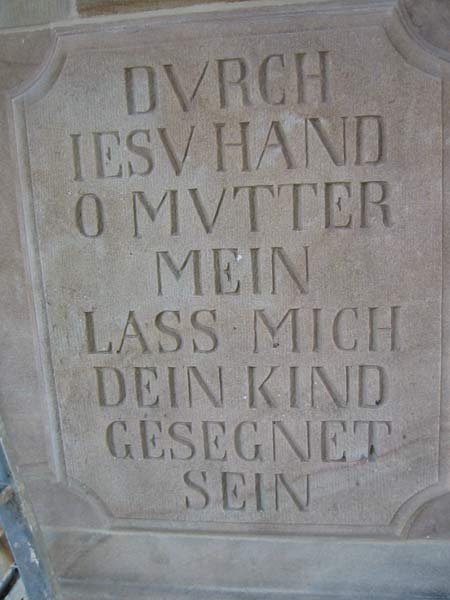 DVRCH
IESV HAND
O MVTTER
MEIN
LASS MICH
DEIN KIND
GESEGNET
SEIN